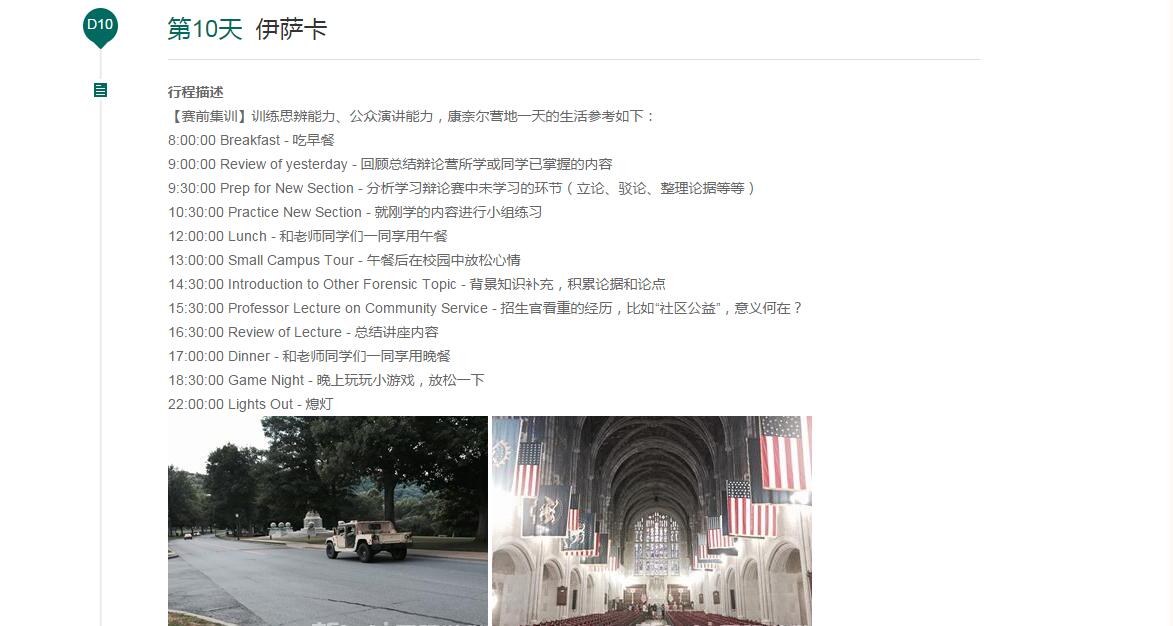 D10
第10天 伊萨卡
行程描述
【赛前集训】训练思辨能力、公众演讲能力，康奈尔营地一天的生活参考如下：
8:00:00 Breakfast - 吃早餐
9:00:00 Review of yesterday - 回顾总结辩论营所学或同学已掌握的内容
9:30:00 Prep for New Section - 分析学习辩论赛中未学习的环节（立论、驳论、整理论据等等）
10:30:00 Practice New Section - 就刚学的内容进行小组练习
12:00:00 Lunch - 和老师同学们一同享用午餐
13:00:00 Small Campus Tour - 午餐后在校园中放松心情
14:30:00 Introduction to Other Forensic Topic - 背景知识补充，积累论据和论点
15:30:00 Professor Lecture on Community Service - 招生官看重的经历，比如“社区公益”，意义何在？
16:30:00 Review of Lecture - 总结讲座内容
17:00:00 Dinner - 和老师同学们一同享用晚餐
18:30:00 Game Night - 晚上玩玩小游戏，放松一下
22:00:00 Lights Out - 熄灯